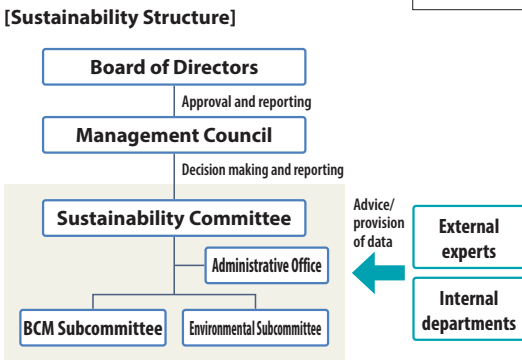 [Sustainability Structure]
Board of Directors
Approval and reporting
Management Council
Decision making and reporting
Sustainability Committee
Administrative Office
BCM Subcommittee
Environmental Subcommittee
Advice/
provision
of data
External
experts
Internal
departments